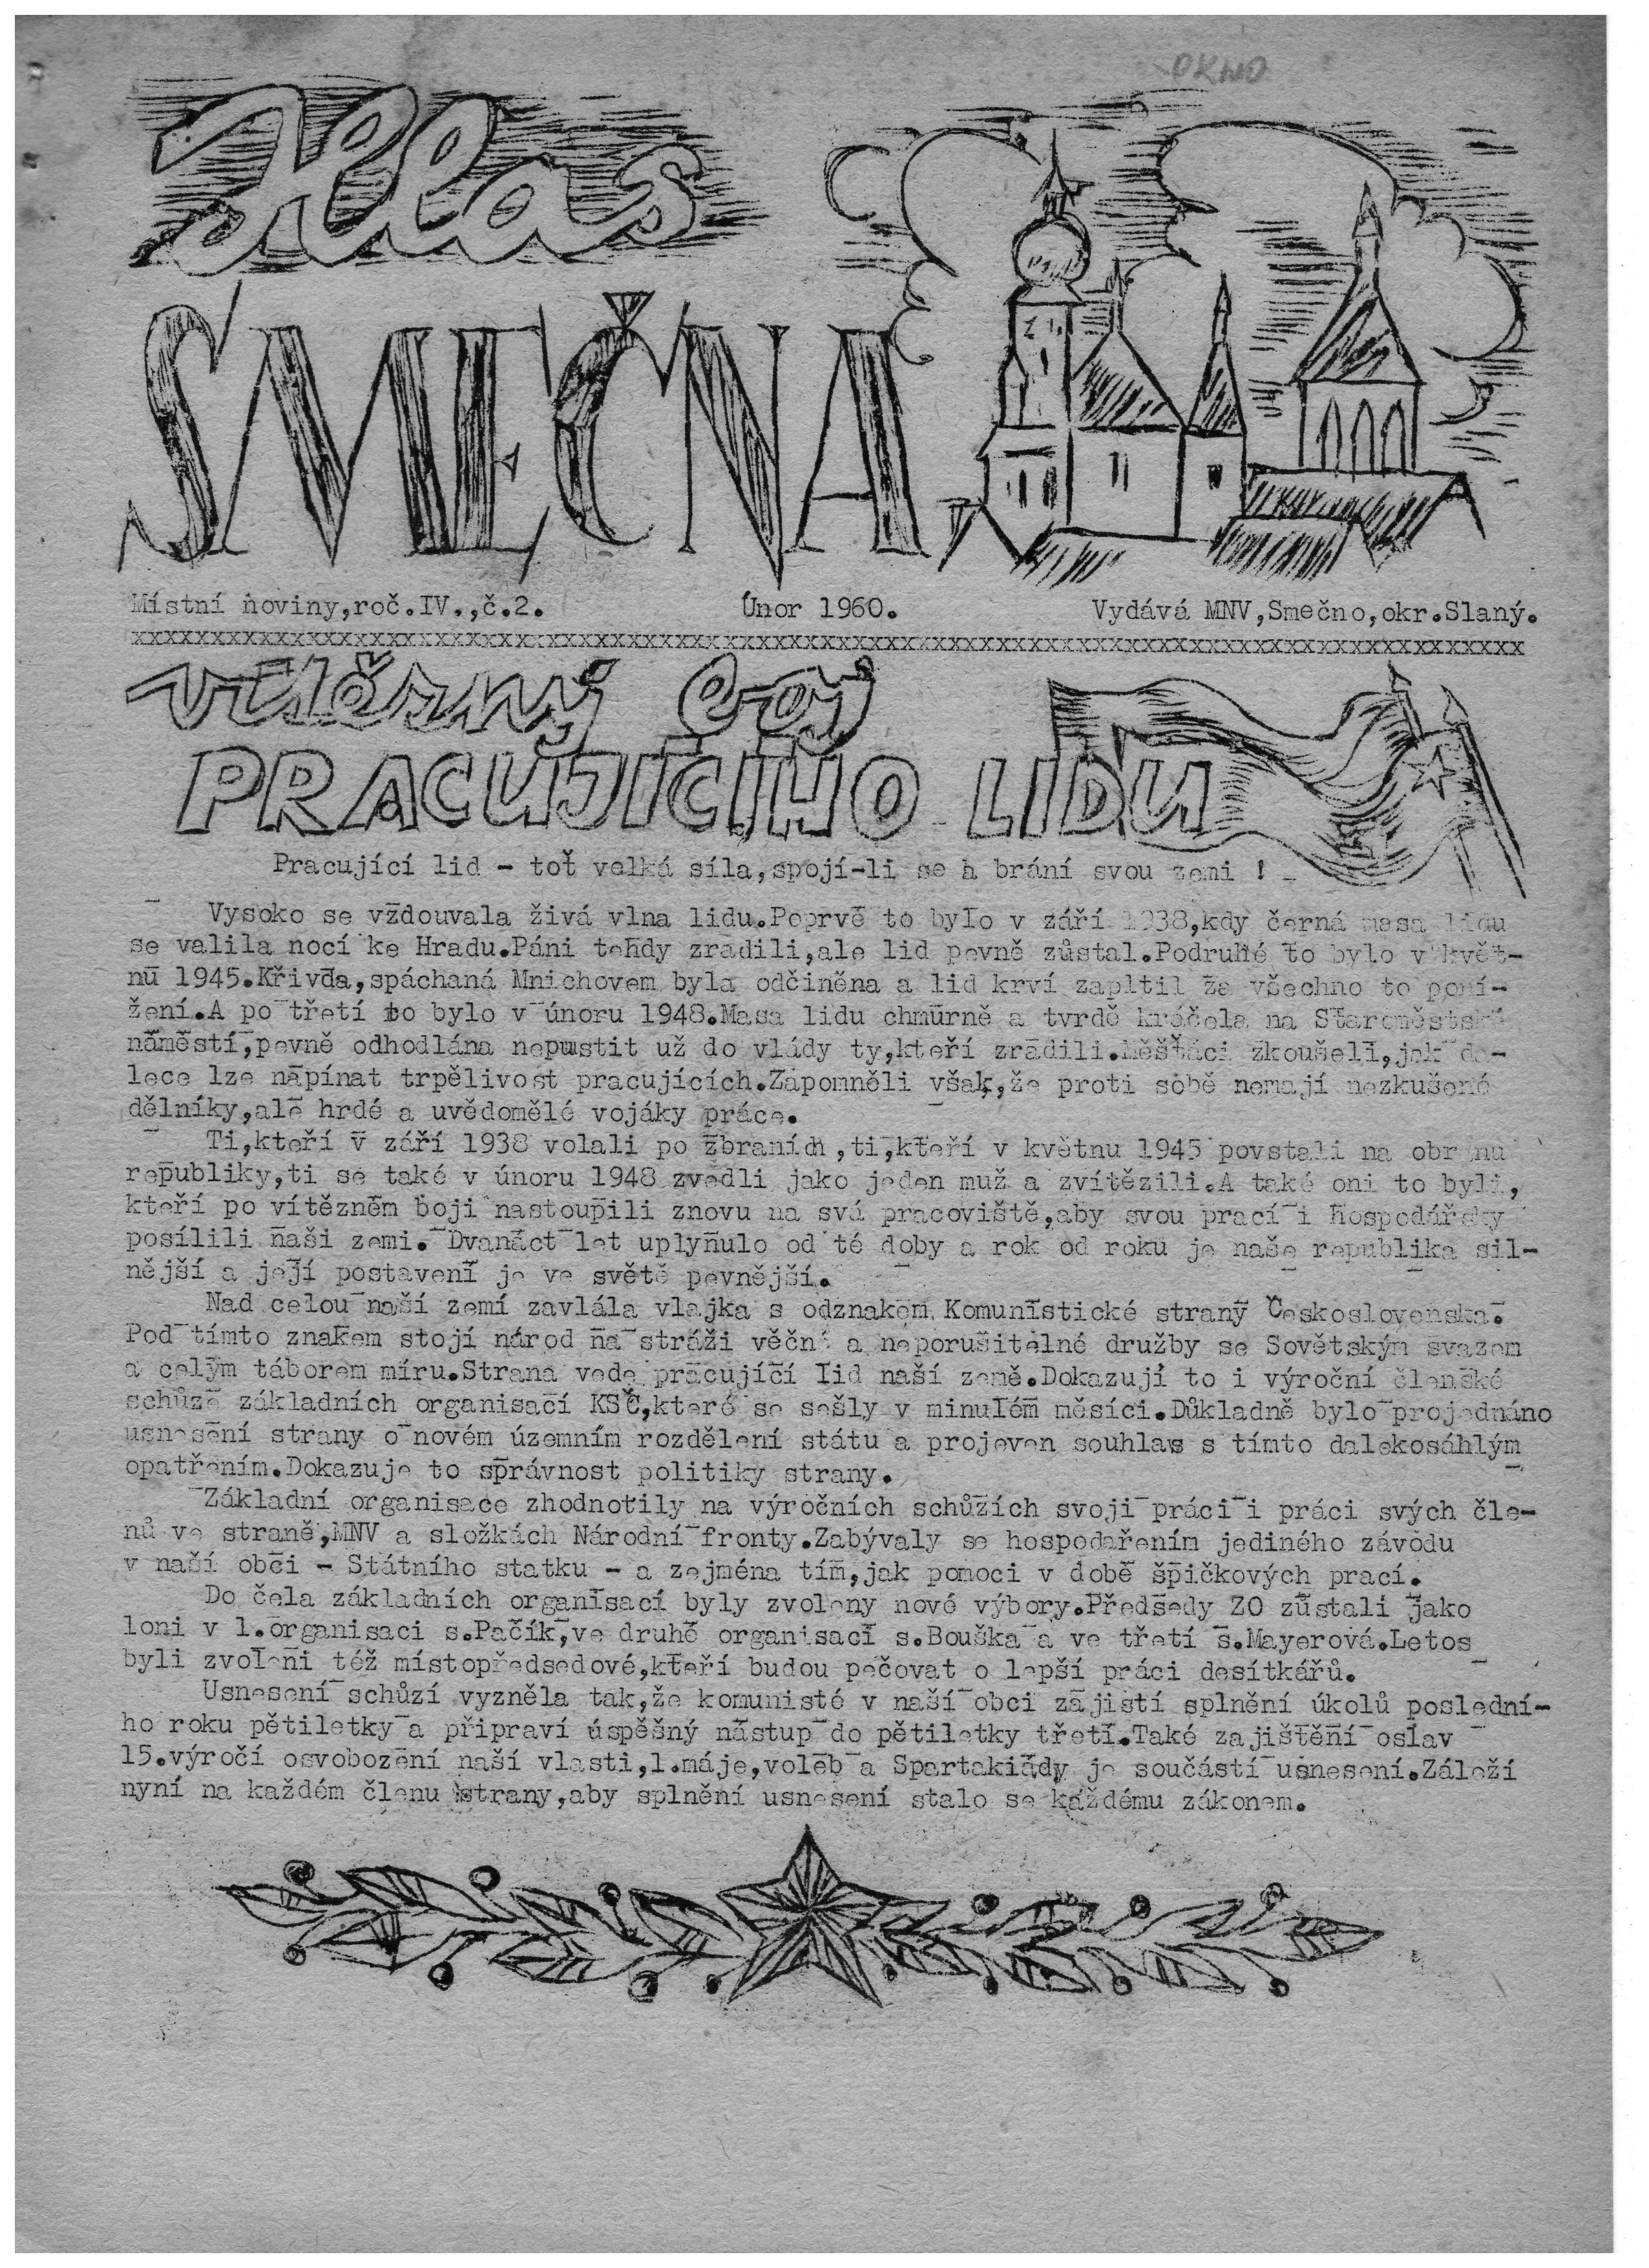 OKNO
Hlas
SMEČNA
Místní noviny,roč.IV.,č.2. Únor 1960. Vydává MNV,Smečno,okr.Slaný.
xxxxxxxxxxxxxxxxxxxxxxxxxxxxxxxxxxxxxxxxxxxxxxxxxxxxxxxxxxxxxxxxxxxxxxxxxxxxxxxxxxxxxxx
vítězný boj
PRACUJÍCÍHO LIDU
Pracující lid - toť velká síla,spojí-li se a brání svou zemi !
Vysoko se vzdouvala živá vlna lidu.Poprvé to bylo v září 1938,kdy černá masa lidu
se valila nocí ke Hradu.Páni tehdy zradili,ale lid pevně zůstal.Podruhé to bylo v květ-
nu 1945.Křivda,spáchaná Mnichovem byla odčiněna a lid krví zapltil za všechno to poní-
žení.A po třetí to bylo v únoru 1948.Masa lidu chmurně a tvrdě kráčela na Staroměstské
náměstí,pevně odhodlána nepustit už do vlády ty,kteří zradili.Měšťáci zkoušeli,jak da-
lece lze napínat trpělivost pracujících.Zapomněli však,že proti sobě nemají nezkušené
dělníky,ale hrdé a uvědomělé vojáky práce.
Ti,kteří v září 1938 volali po zbraních,ti,kteří v květnu 1945 povstali na obranu
republiky,ti se také v únoru 1948 zvedli jako jeden muž a zvítězili.A také oni to byli,
kteří po vítězném boji nastoupili znovu na svá pracoviště,aby svou prací i hospodářsky
posílili naši zemi. Dvanáct let uplynulo od té doby a rok od roku je naše republika sil-
nější a její postavení je ve světě pevnější.
Nad celou naší zemí zavlála vlajka s odznakem Komunistické strany Československa.
Pod tímto znakem stojí národ na stráži věčné a neporušitelné družby se Sovětským svazem
a celým táborem míru.Strana vede pracující lid naší země.Dokazují to i výroční členské
schůze základních organisací KSČ,které se sešly v minulém měsíci.Důkladně bylo projednáno
usnesení strany o novém územním rozdělení státu a projeven souhlas s tímto dalekosáhlým
opatřením.Dokazuje to správnost politiky strany.
Základní organisace zhodnotily na výročních schůzích svoji práci i práci svých čle-
nů ve straně,MNV a složkách Národní fronty.Zabývaly se hospodařením jediného závodu
v naší obci - Státního statku - a zejména tím,jak pomoci v době špičkových prací.
Do čela základních organisací byly zvoleny nové výbory.Předsedy ZO zůstali jako
loni v 1.organisaci s.Pačík,ve druhé organisaci s.Bouška a ve třetí s.Mayerová.Letos
byli zvoleni též místopředsedové,kteří budou pečovat o lepší práci desítkářů.
Usnesení schůzí vyzněla tak,že komunisté v naší obci zajistí splnění úkolů poslední-
ho roku pětiletky a připraví úspěšný nástup do pětiletky třetí.Také zajištění oslav
15.výročí osvobození naší vlasti,1.máje,voleb a Spartakiády je součástí usnesení.Záleží
nyní na každém členu strany,aby splnění usnesení stalo se každému zákonem.